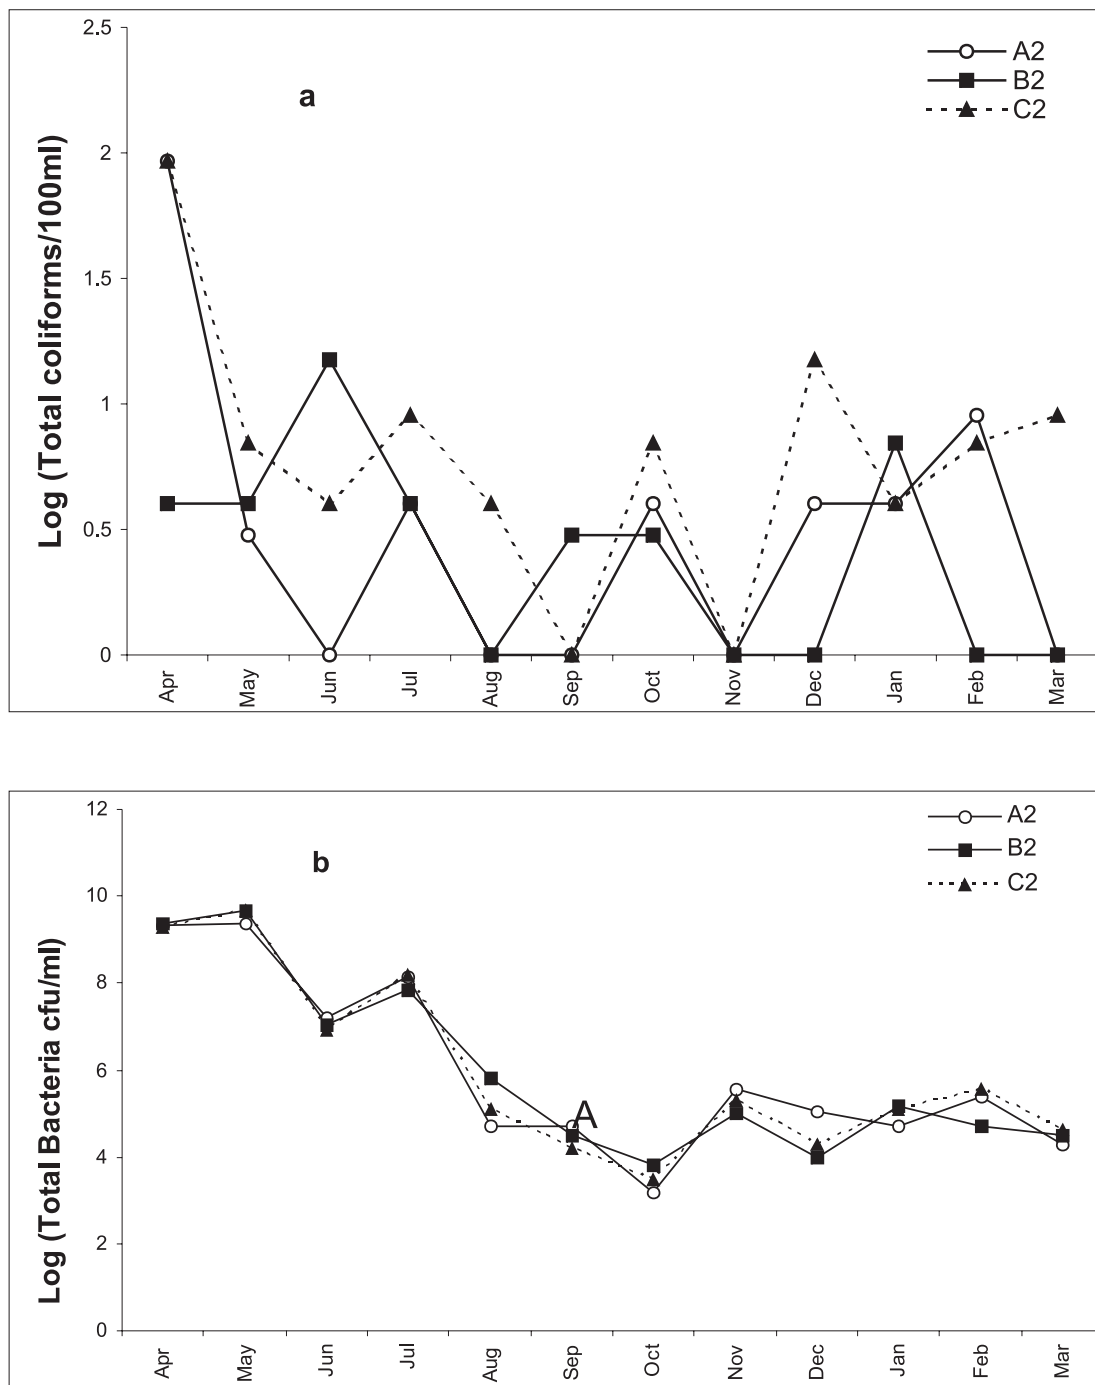 2.5
2
1.5
1
0.5
0
Log (Total coliforms/100ml)
a
A2
B2
C2
Apr
May
Jun
Jul
Aug
Sep
Oct
Nov
Dec
Jan
Feb
Mar
12
10
8
6
4
2
0
Log (Total Bacteria cfu/ml)
b
A2
B2
C2
A
Apr
May
Jun
Jul
Aug
Sep
Oct
Nov
Dec
Jan
Feb
Mar